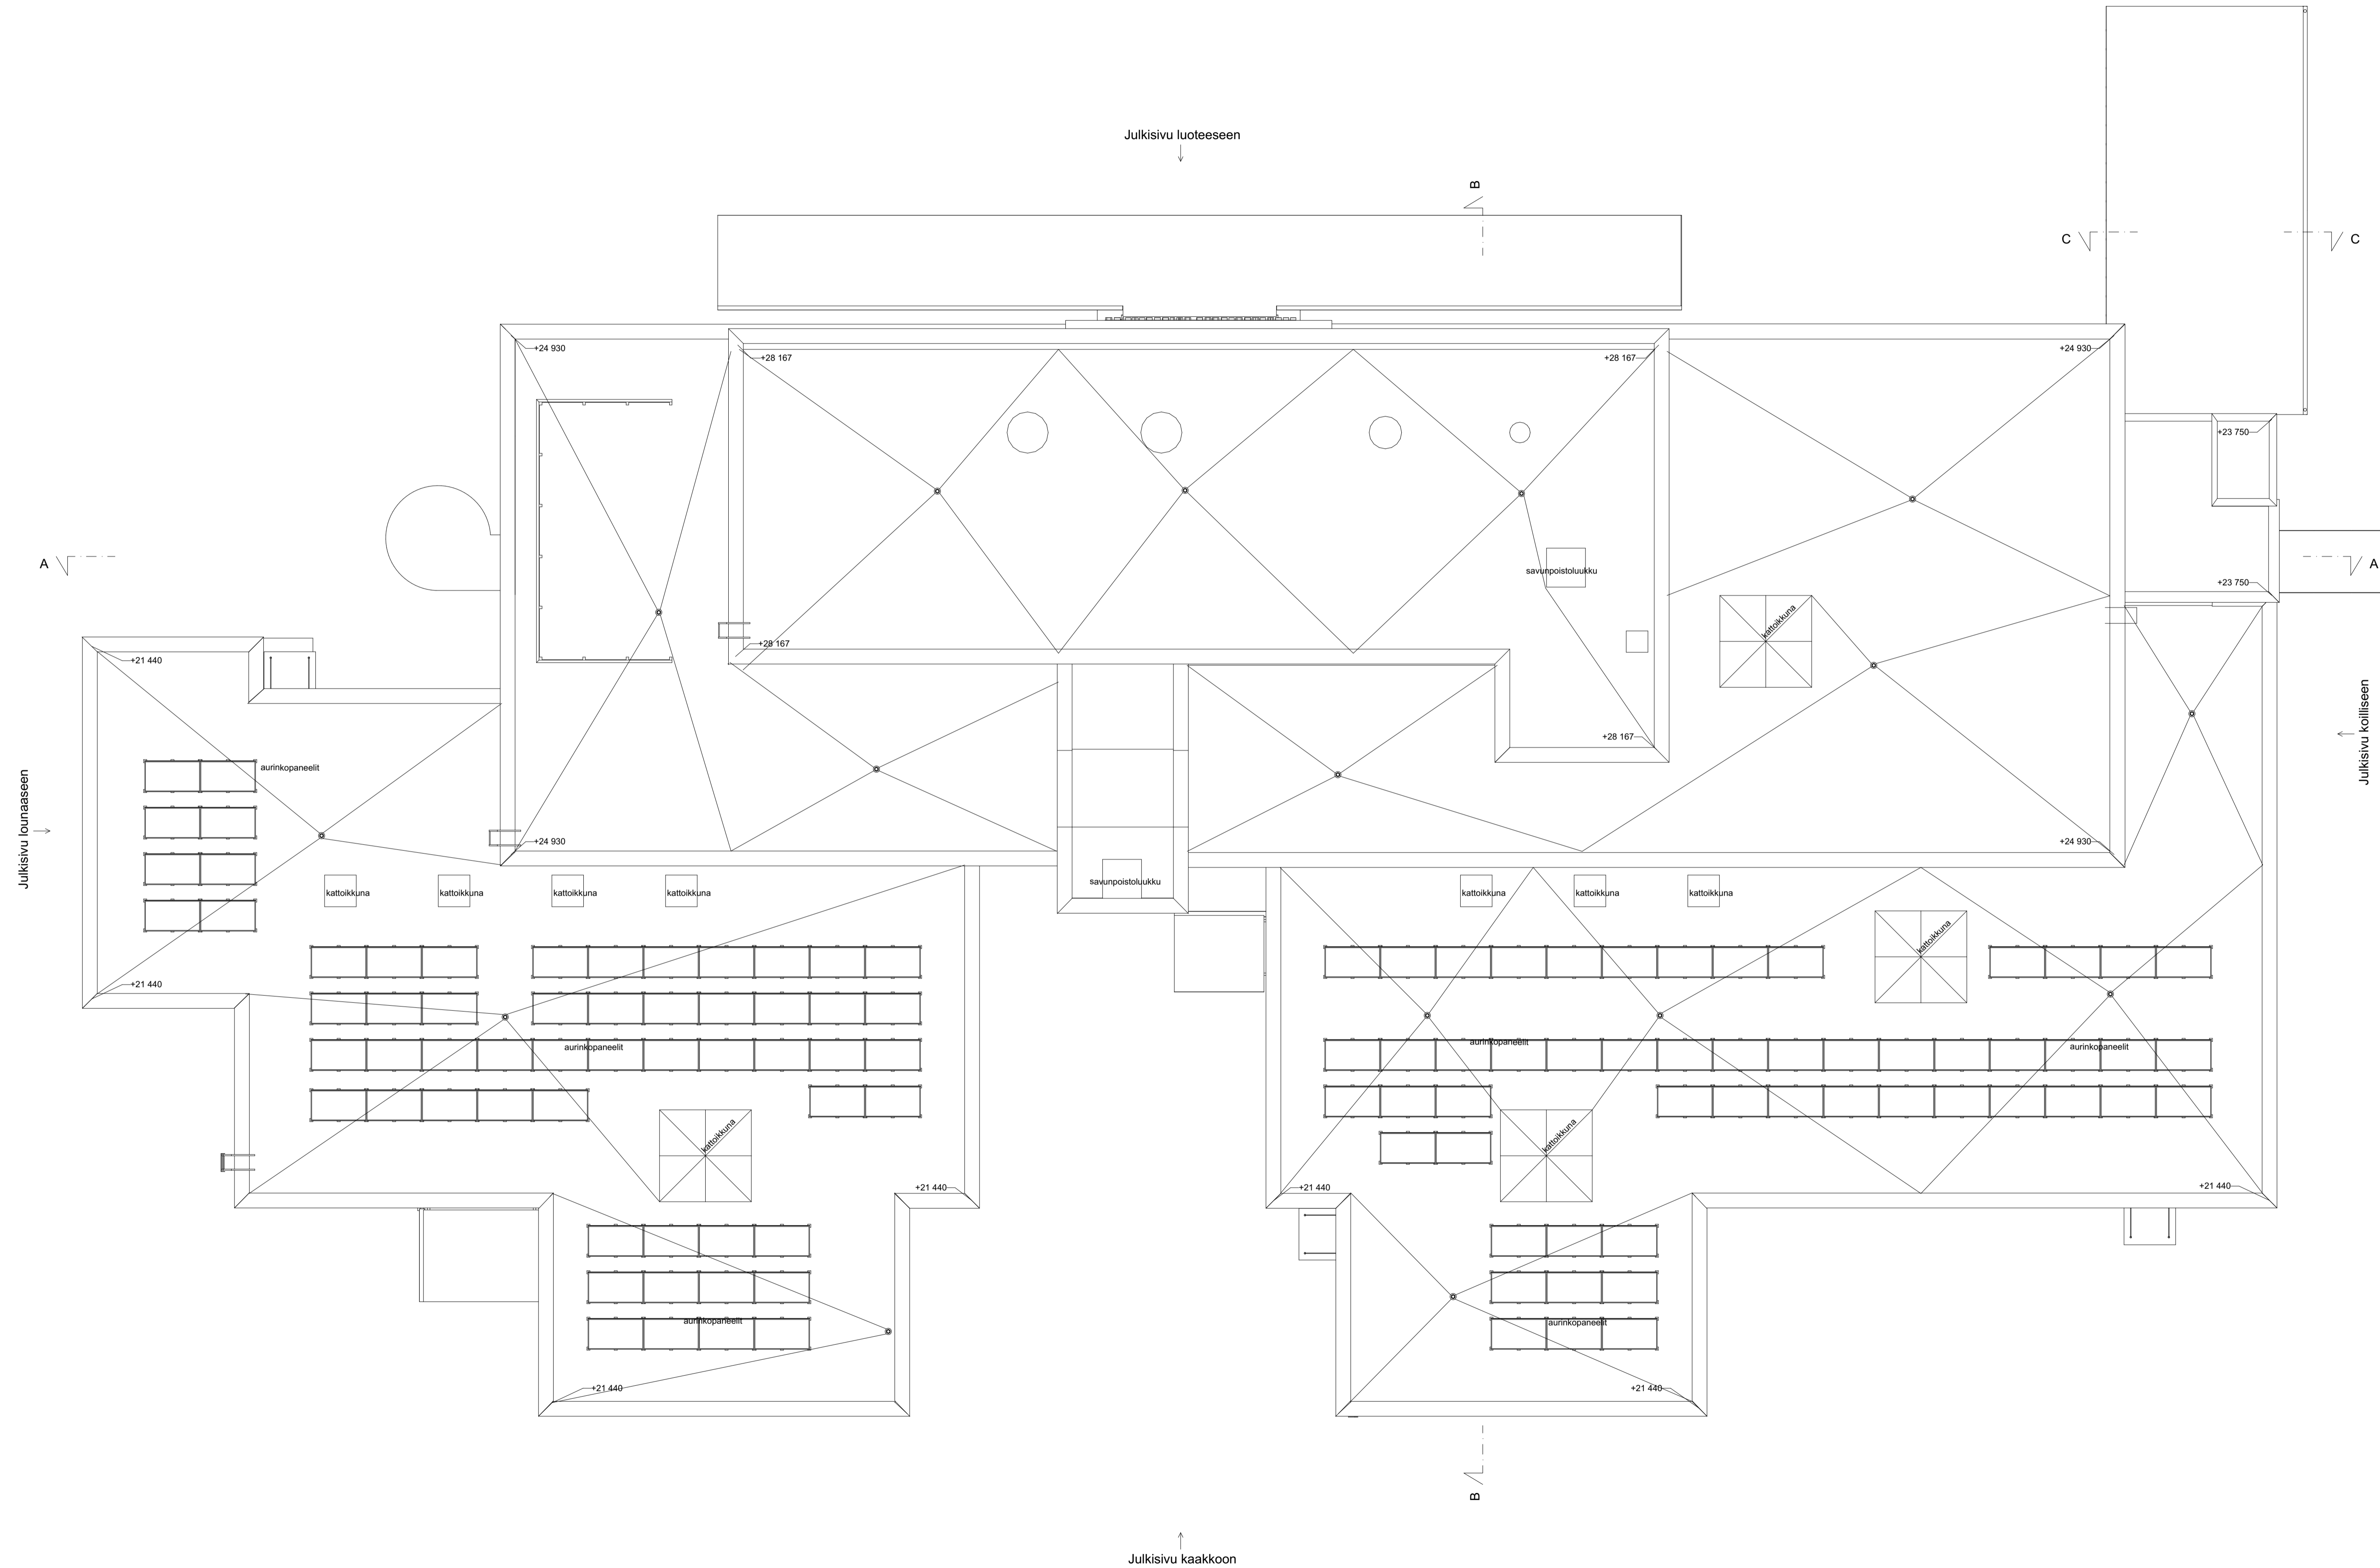 Julkisivu luoteeseen
B
C
C
+24 930
+28 167
+28 167
+24 930
+23 750
A
savunpoistoluukku
A
+23 750
kattoikkuna
+28 167
+21 440
+28 167
Julkisivu koilliseen
aurinkopaneelit
Julkisivu lounaaseen
+24 930
+24 930
savunpoistoluukku
kattoikkuna
kattoikkuna
kattoikkuna
kattoikkuna
kattoikkuna
kattoikkuna
kattoikkuna
kattoikkuna
+21 440
aurinkopaneelit
aurinkopaneelit
aurinkopaneelit
kattoikkuna
kattoikkuna
+21 440
+21 440
+21 440
aurinkopaneelit
aurinkopaneelit
+21 440
+21 440
B
Julkisivu kaakkoon